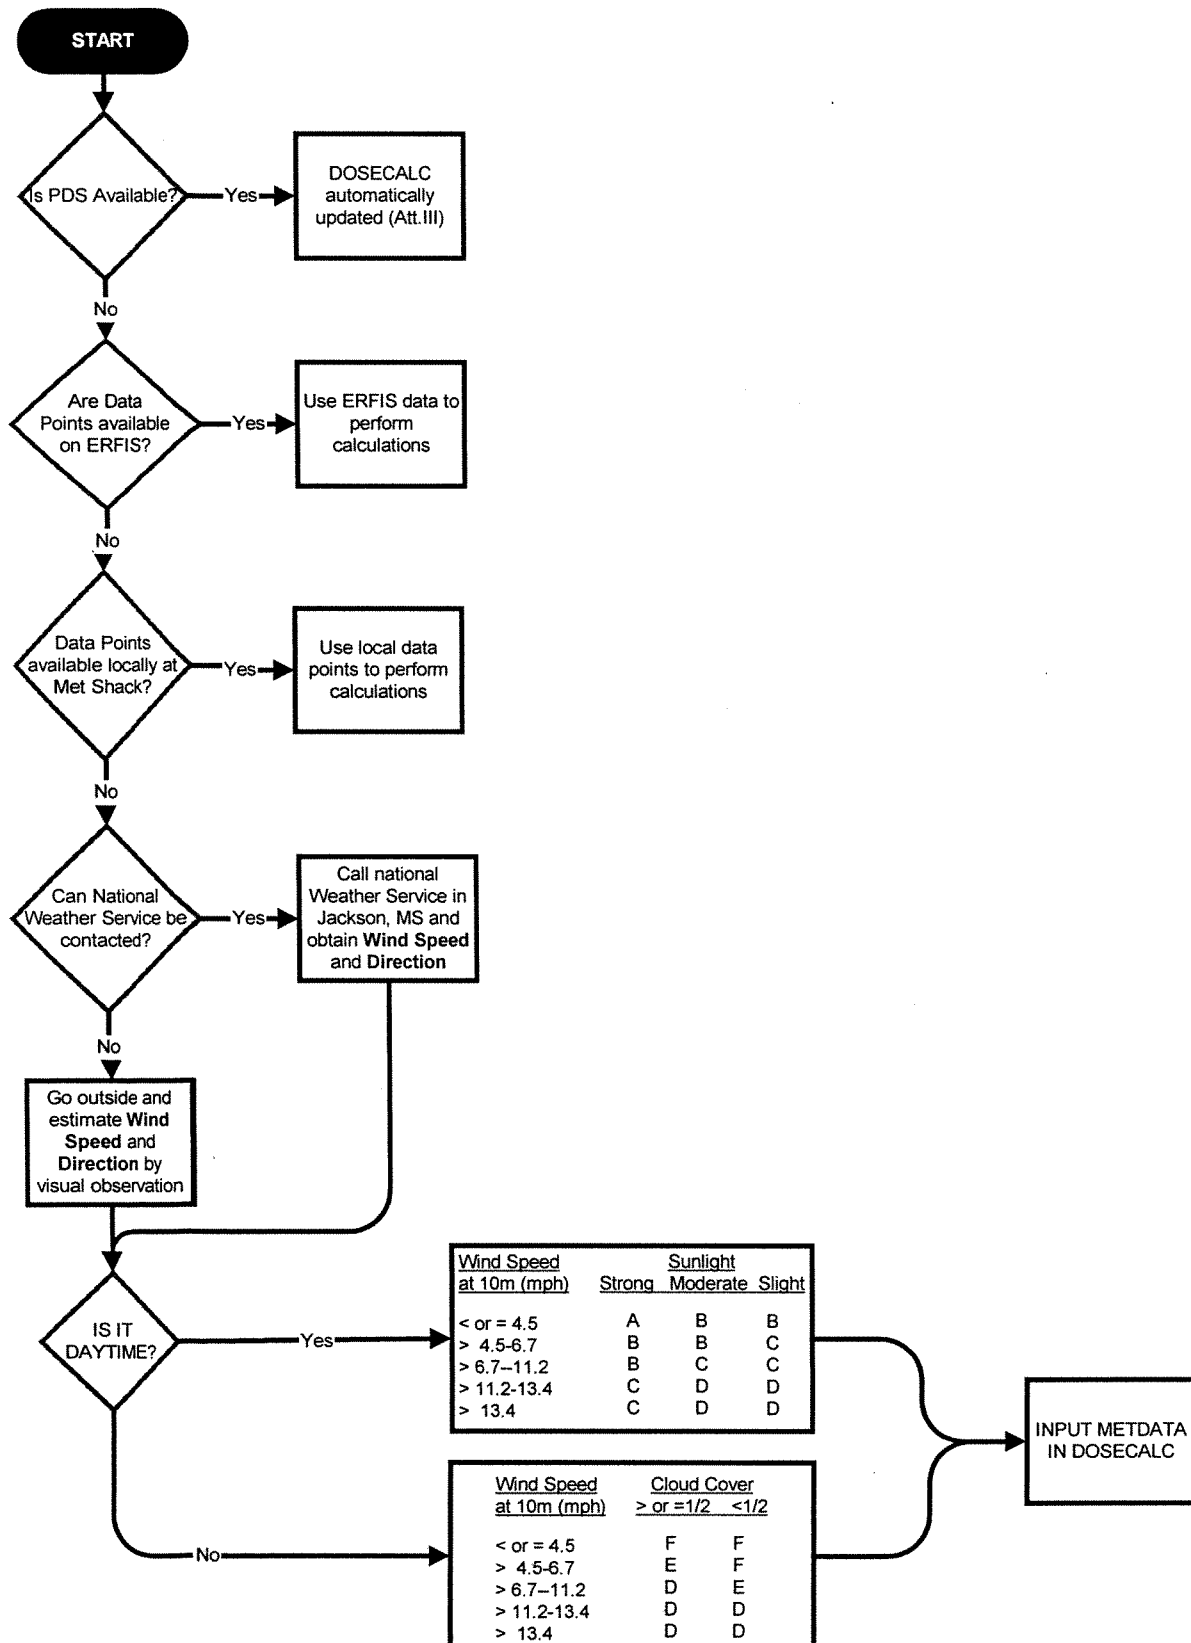 START
Is PDS Available?
Yes
DOSECALC
automatically
updated (Att.III)
No
Are Data
Points available
on ERFIS?
Yes
Use ERFIS data to
perform
calculations
No
Data Points
available locally at
Met Shack?
Yes
Use local data
points to perform
calculations
No
Can National
Weather Service be
contacted?
Yes
Call national
Weather Service in
Jackson, MS and
obtain Wind Speed
and Direction
No
Go outside and
estimate Wind
Speed and
Direction by
visual observation
IS IT
DAYTIME?
Yes
Wind Speed Sunlight
at 10m (mph) Strong Moderate Slight
< or = 4.5 A B B
> 4.5-6.7 B B C
> 6.7--11.2 B C C
> 11.2-13.4 C D D
> 13.4 C D D
INPUT METDATA
IN DOSECALC
No
Wind Speed Cloud Cover
at 10m (mph) > or =1/2 <1/2
< or = 4.5 F F
> 4.5-6.7 E F
> 6.7--11.2 D E
> 11.2-13.4 D D
> 13.4 D D